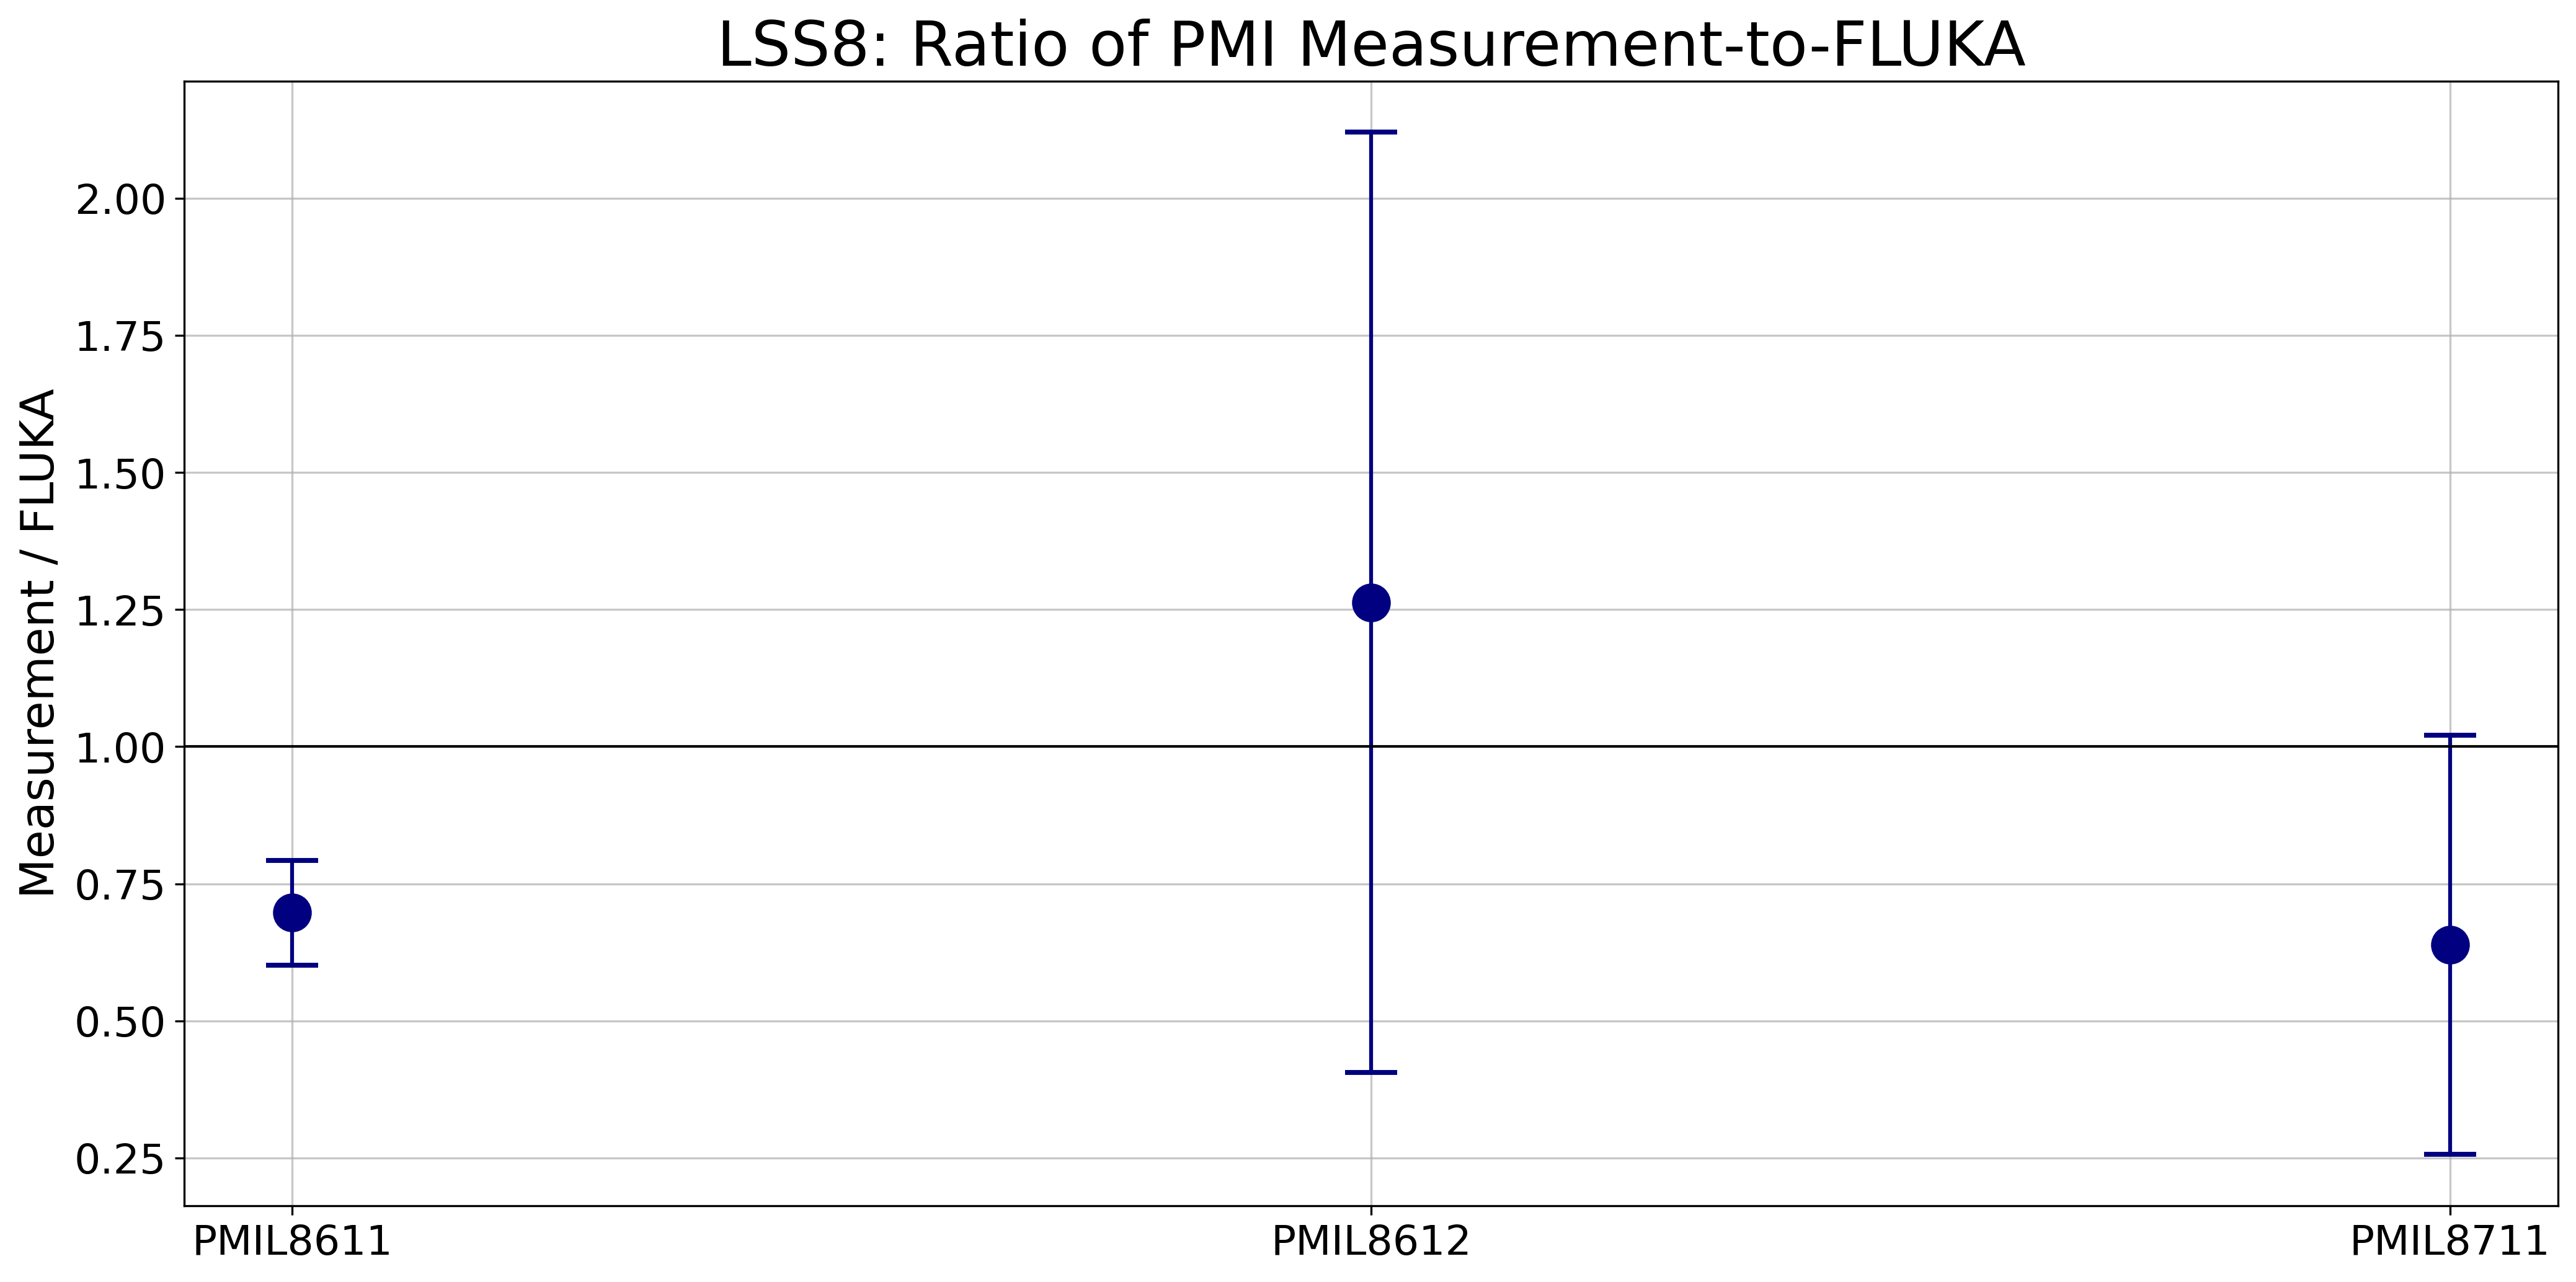 LSS8: Ratio of PMI Measurement-to-FLUKA
Measurement / FLUKA
2.00
1.75
1.50
1.25
1.00
0.75
0.50
0.25
PMIL8611
PMIL8612
PMIL8711